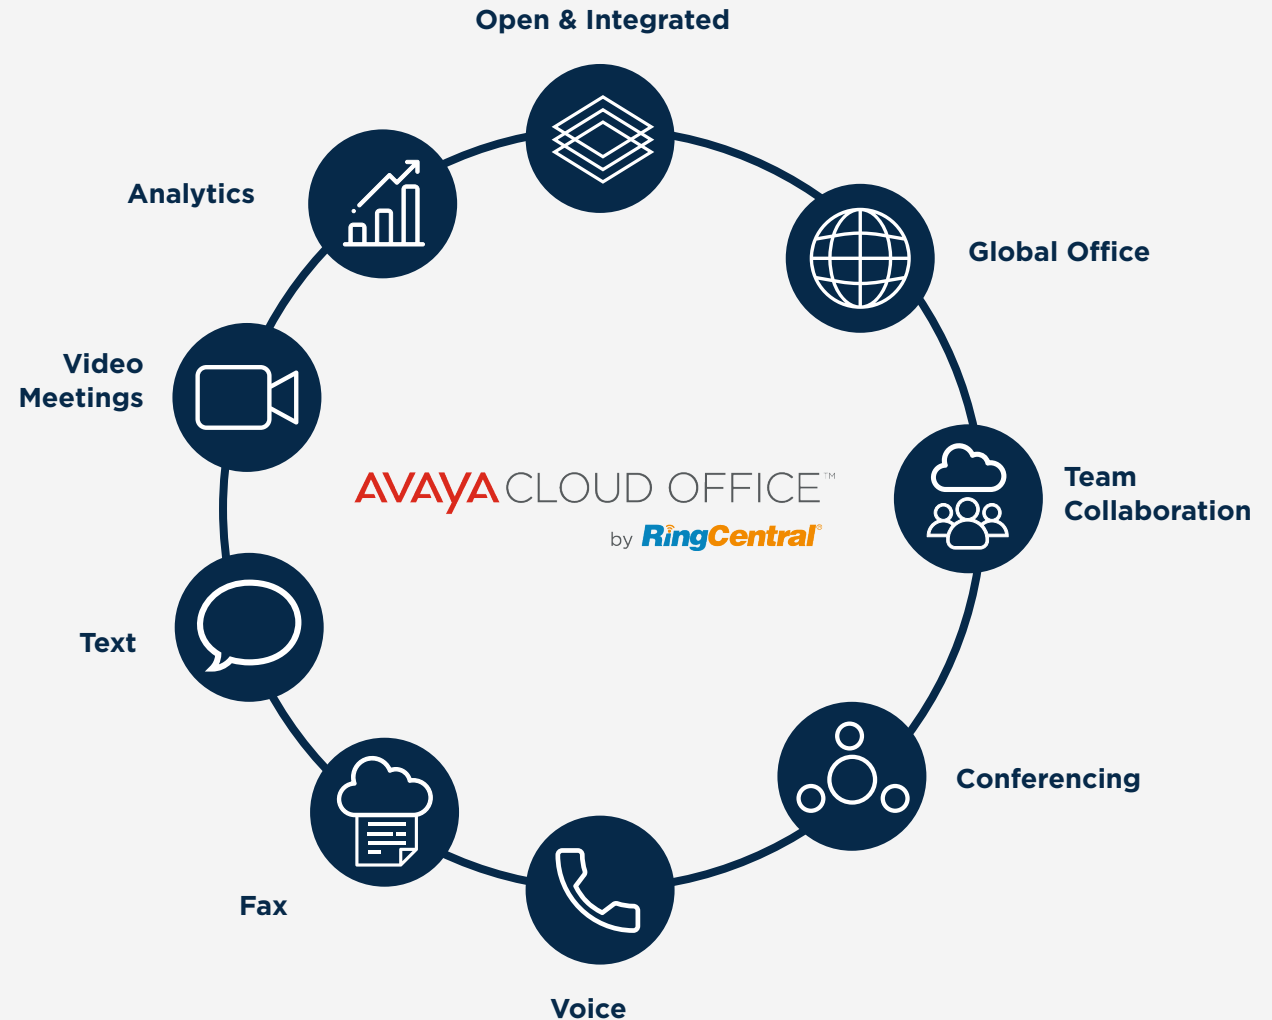 Open & Integrated
Analytics
Global Office
Video
Meetings
AVAYA CLOUD OFFICE™
by RingCentral®
Team
Collaboration
Text
Conferencing
Fax
Voice